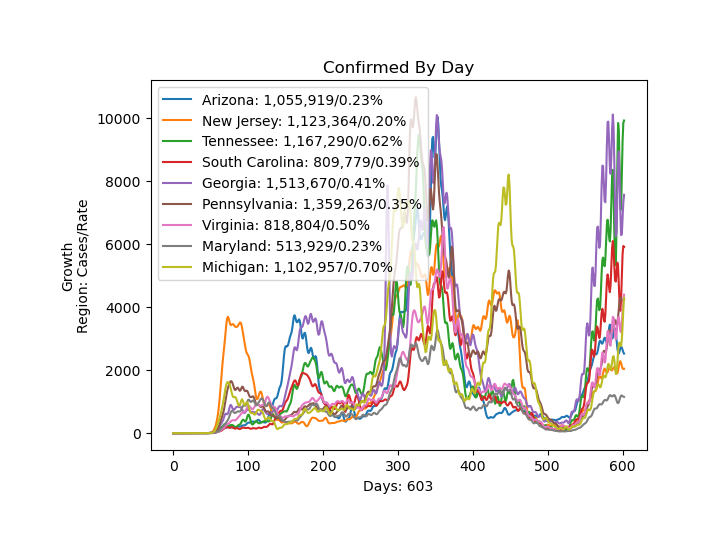 Confirmed By Day
Arizona: 1,055,919/0.23%
New Jersey: 1,123,364/0.20%
Tennessee: 1,167,290/0.62%
South Carolina: 809,779/0.39%
Georgia: 1,513,670/0.41%
Pennsylvania: 1,359,263/0.35%
Virginia: 818,804/0.50%
Maryland: 513,929/0.23%
Michigan: 1,102,957/0.70%
Growth
Region: Cases/Rate
10000
8000
6000
4000
2000
0
0 100 200 300 400 500 600
Days: 603